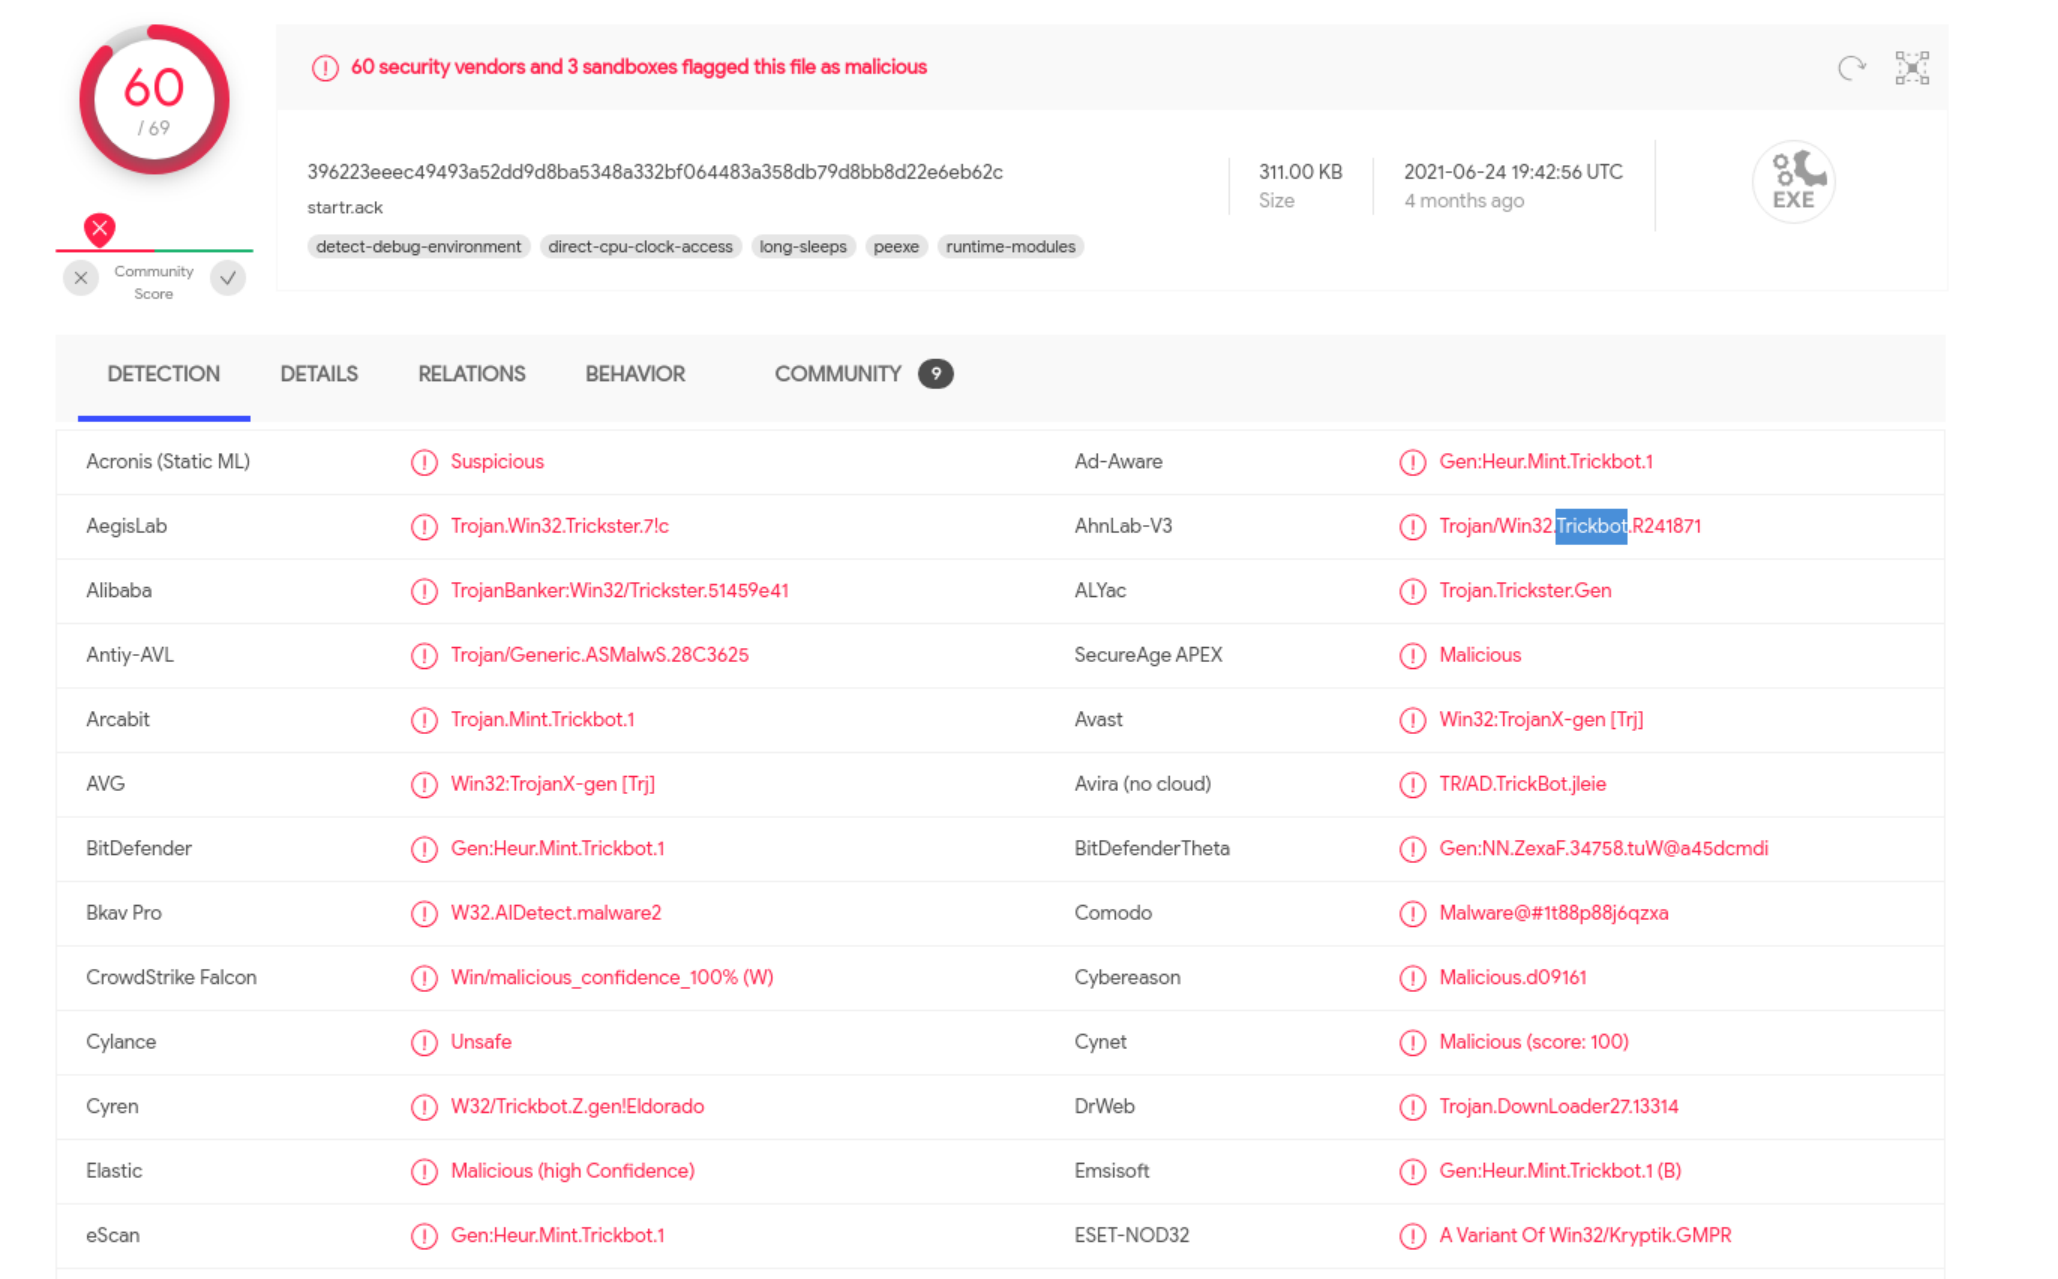 60
/ 69
60 security vendors and 3 sandboxes flagged this file as malicious
396223eeec49493a52dd9d8ba5348a332bf064483a358db79d8bb8d22e6eb62c
startr.ack
detect-debug-environment direct-cpu-clock-access long-sleeps peexe runtime-modules
311.00 KB
Size
2021-06-24 19:42:56 UTC
4 months ago
EXE
Community
Score
DETECTION DETAILS RELATIONS BEHAVIOR COMMUNITY 9
Acronis (Static ML) Suspicious Ad-Aware Gen:Heur.Mint.Trickbot.1
AegisLab Trojan.Win32.Trickster.7!c AhnLab-V3 Trojan/Win32.Trickbot.R241871
Alibaba TrojanBanker:Win32/Trickster.51459e41 ALYac Trojan.Trickster.Gen
Antiy-AVL Trojan/Generic.ASMalwS.28C3625 SecureAge APEX Malicious
Arcabit Trojan.Mint.Trickbot.1 Avast Win32:TrojanX-gen [Trj]
AVG Win32:TrojanX-gen [Trj] Avira (no cloud) TR/AD.TrickBot.jleie
BitDefender Gen:Heur.Mint.Trickbot.1 BitDefenderTheta Gen:NN.ZexaF.34758.tuW@a45dcmdi
Bkav Pro W32.AIDetect.malware2 Comodo Malware@#1t88p88j6qzxa
CrowdStrike Falcon Win/malicious_confidence_100% (W) Cybereason Malicious.d09161
Cylance Unsafe Cynet Malicious (score: 100)
Cyren W32/Trickbot.Z.gen!Eldorado DrWeb Trojan.DownLoader27.13314
Elastic Malicious (high Confidence) Emsisoft Gen:Heur.Mint.Trickbot.1 (B)
eScan Gen:Heur.Mint.Trickbot.1 ESET-NOD32 A Variant Of Win32/Kryptik.GMPR